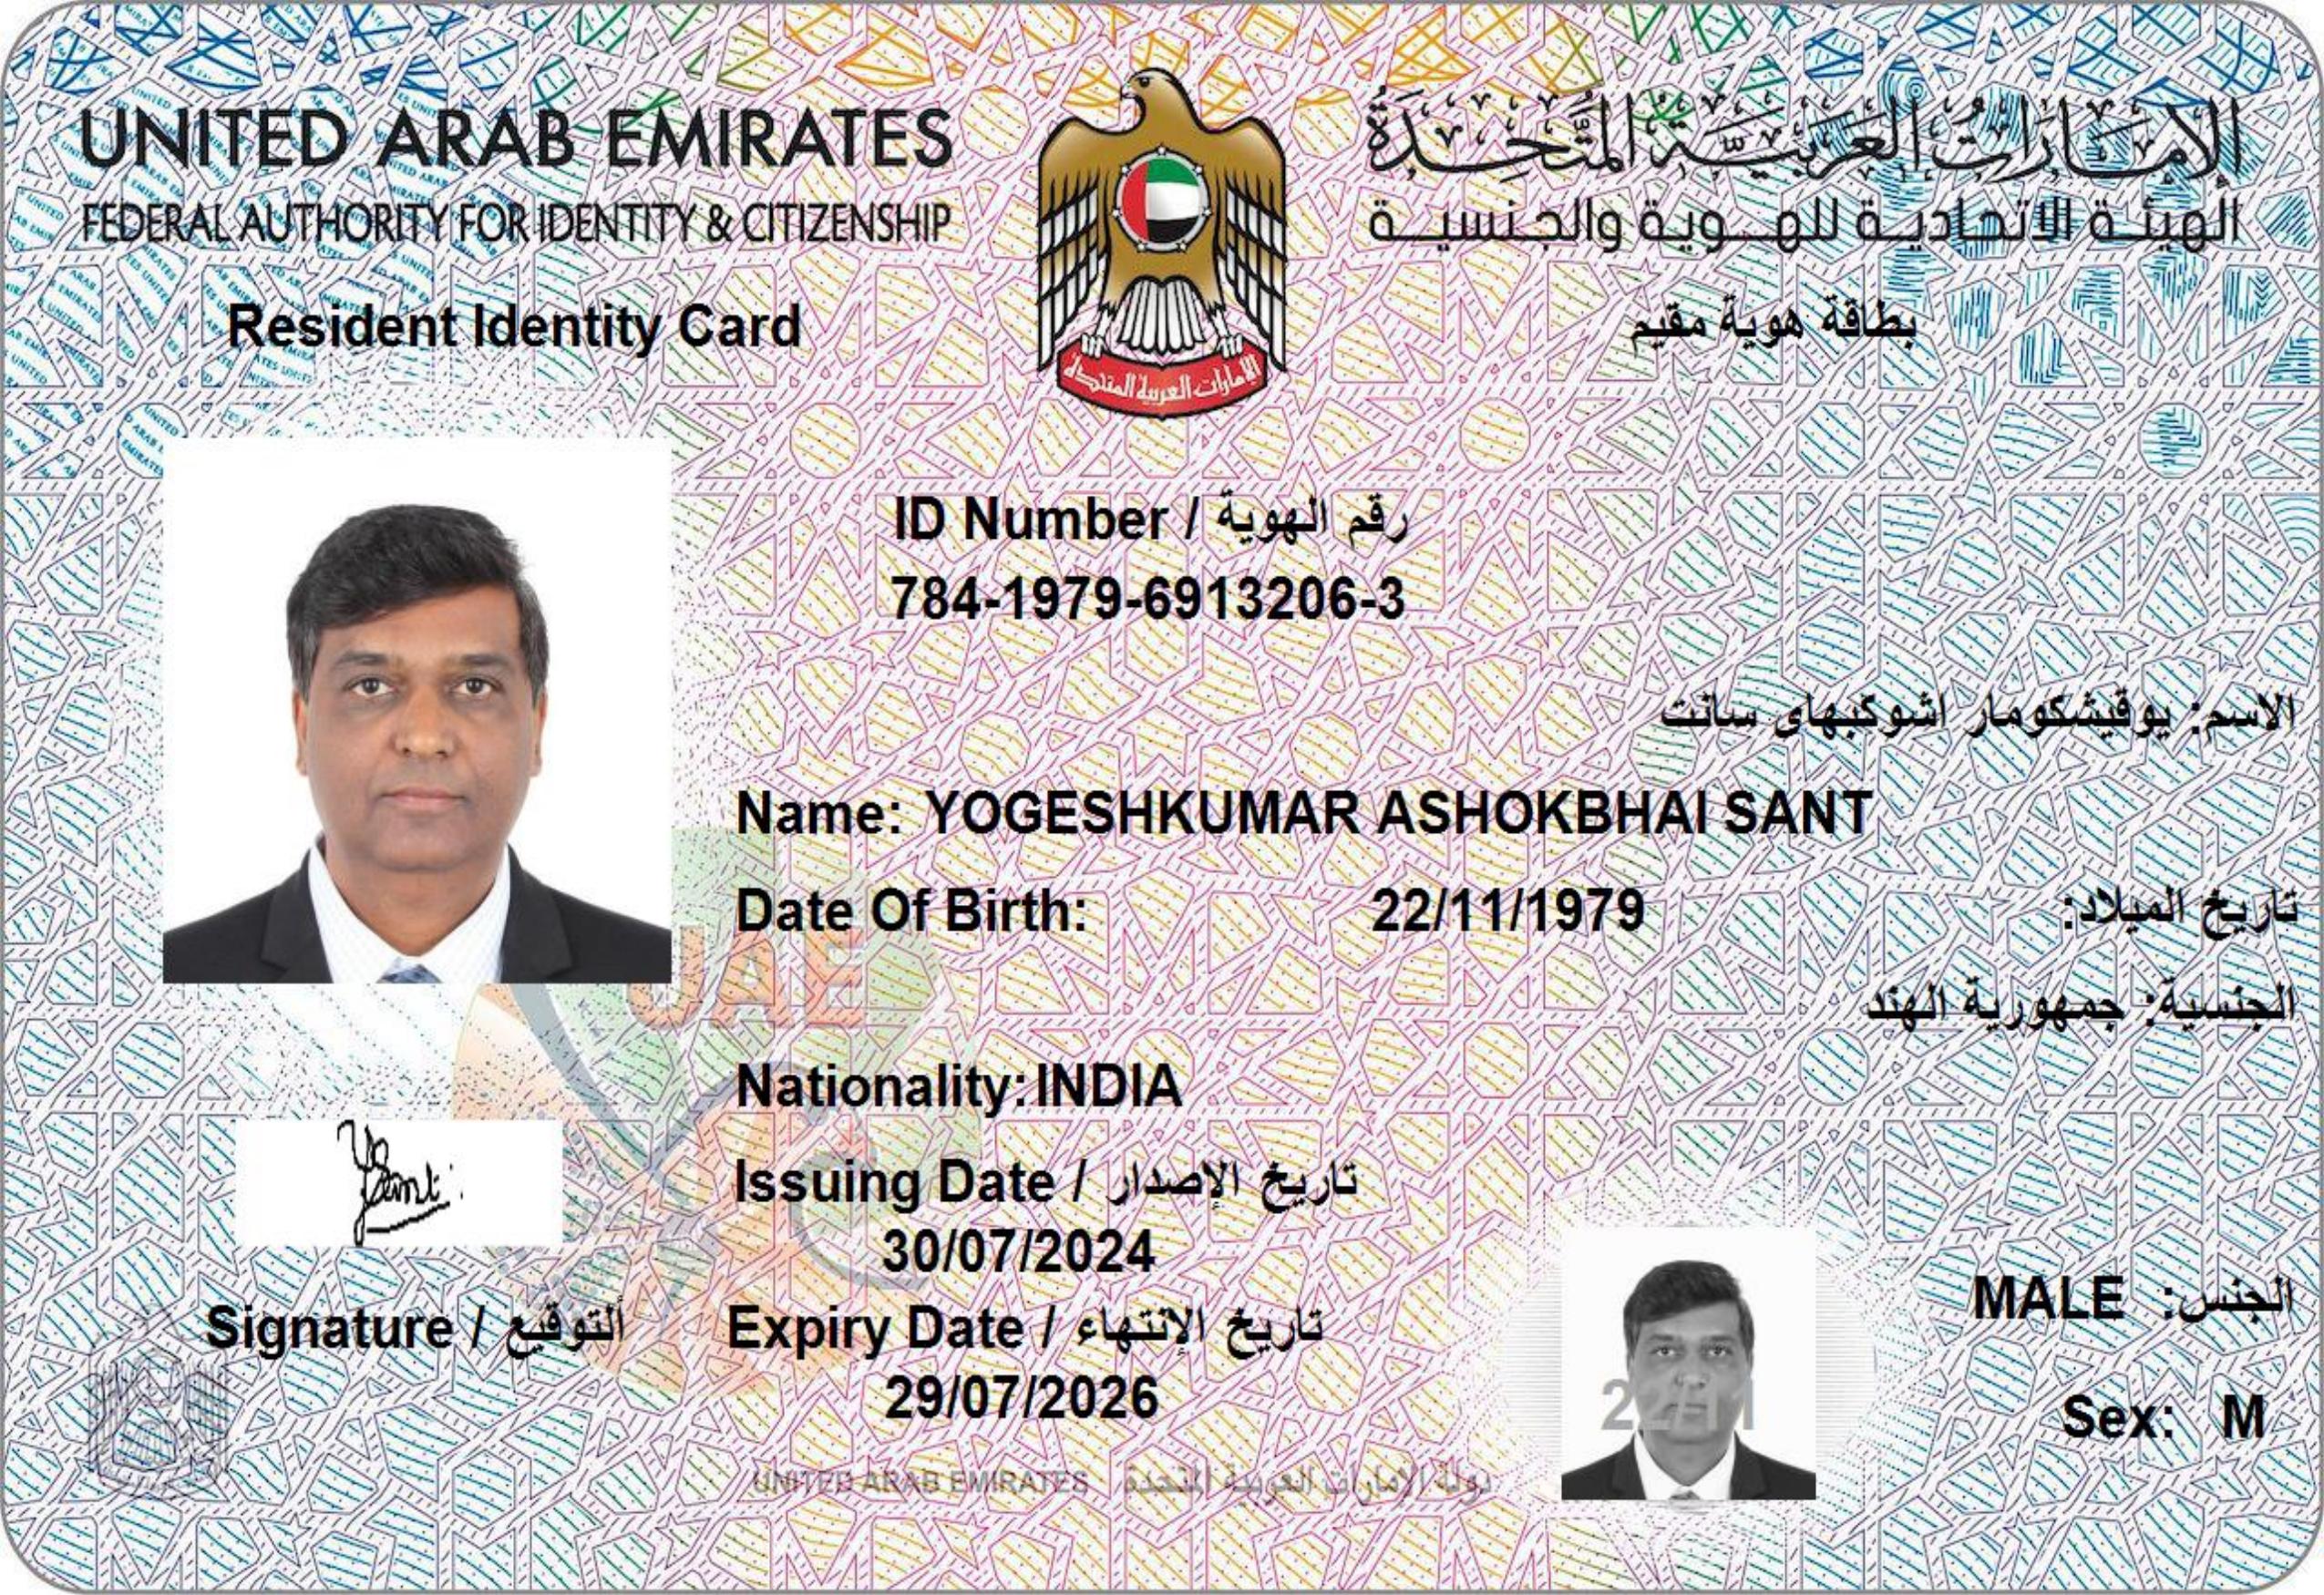 UNITED ARAB EMIRATES
الإمارات العربية المتحدة
FEDERAL AUTHORITY FOR IDENTITY & CITIZENSHIP
الهيئة الاتحادية للهوية والجنسية
Resident Identity Card
بطاقة هوية مقيم
الإمارات العربية المتحدة
ID Number / رقم الهوية
784-1979-6913206-3
الاسم: يوقيشكومار اشوكبهاى سانت
Name: YOGESHKUMAR ASHOKBHAI SANT
Date Of Birth: 22/11/1979 تاريخ الميلاد:
UAE
الجنسية: جمهورية الهند
Nationality: INDIA
Issuing Date / تاريخ الإصدار
30/07/2024
Signature / ألتوقيع
Expiry Date / تاريخ الإنتهاء
29/07/2026
الجنس: MALE
22/11
Sex: M
UNITED ARAB EMIRATES دولة الإمارات العربية المتحدة